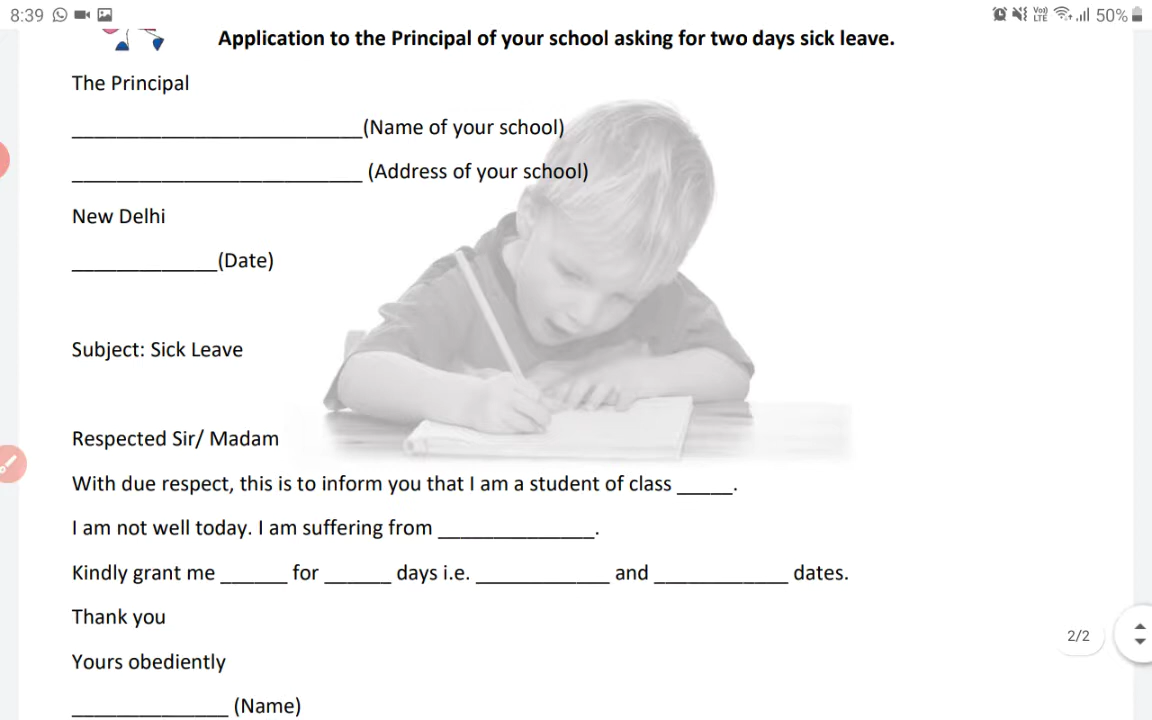 8:39 Vo) LTE 50%
Application to the Principal of your school asking for two days sick leave.
The Principal
__________________________(Name of your school)
__________________________ (Address of your school)
New Delhi
_____________(Date)
Subject: Sick Leave
Respected Sir/ Madam
With due respect, this is to inform you that I am a student of class _____.
I am not well today. I am suffering from ______________.
Kindly grant me ______ for ______ days i.e. ____________ and ____________ dates.
Thank you
2/2
Yours obediently
______________ (Name)